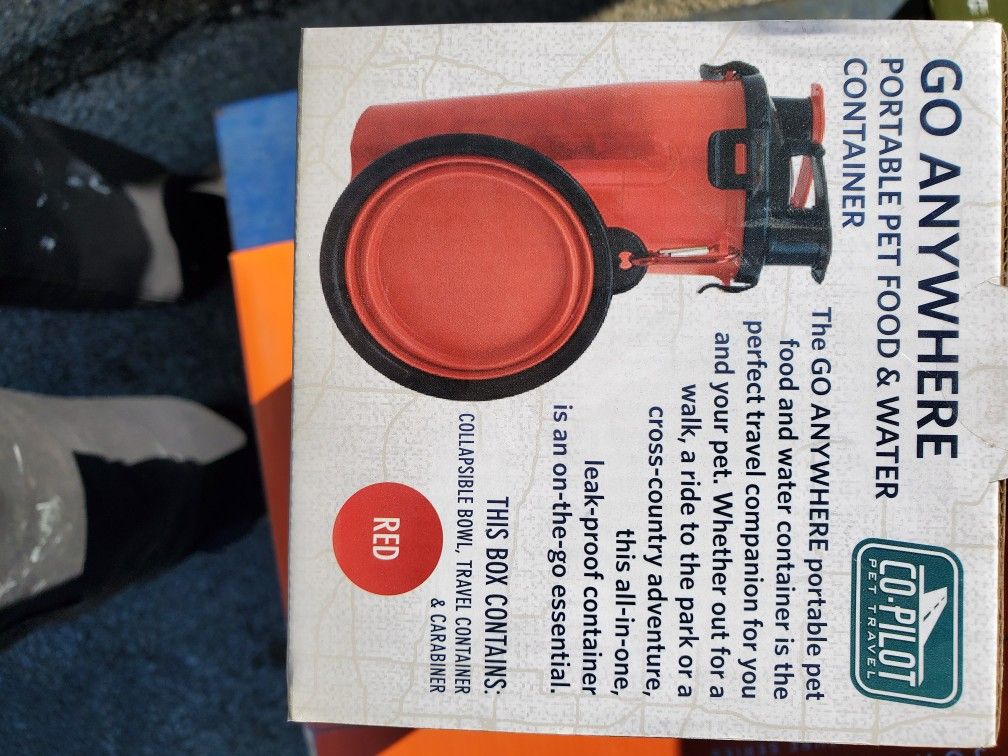 GO ANYWHERE
PORTABLE PET FOOD & WATER
CONTAINER
CO-PILOT
PET TRAVEL
The GO ANYWHERE portable pet
food and water container is the
perfect travel companion for you
and your pet. Whether out for a
walk, a ride to the park or a
cross-country adventure,
this all-in-one,
leak-proof container
is an on-the-go essential.
THIS BOX CONTAINS:
COLLAPSIBLE BOWL, TRAVEL CONTAINER
& CARABINER
RED